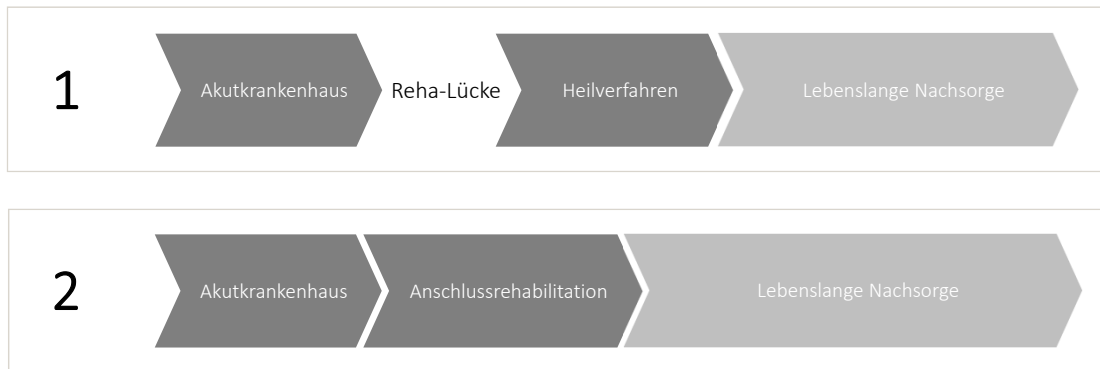 1
Akutkrankenhaus
Reha-Lücke
Heilverfahren
Lebenslange Nachsorge
2
Akutkrankenhaus
Anschlussrehabilitation
Lebenslange Nachsorge